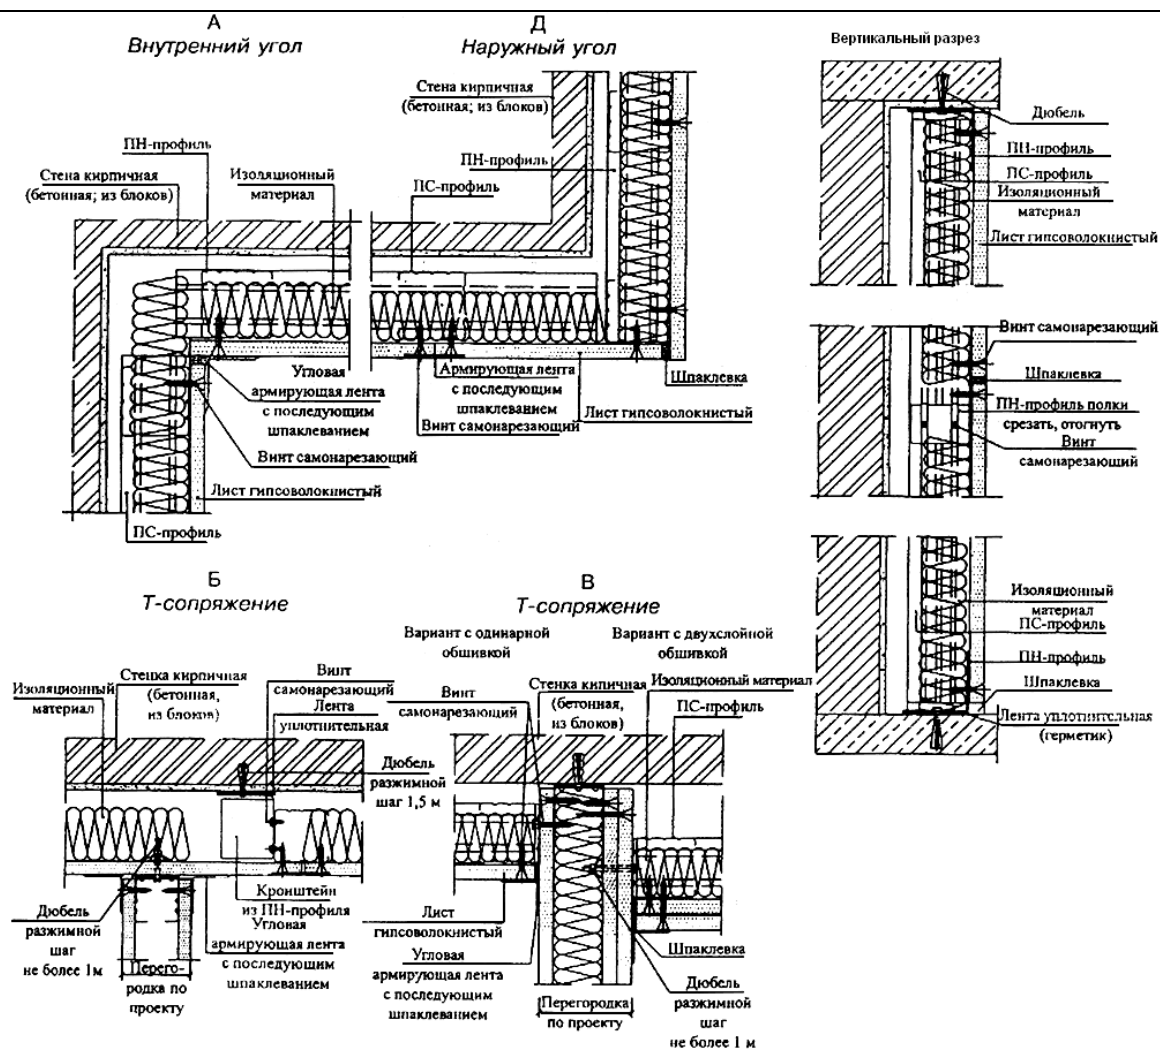 А
Внутренний угол
Д
Наружный угол
Вертикальный разрез
ПН-профиль
Стена кирпичная
(бетонная; из блоков)
Изоляционный
материал
Стена кирпичная
(бетонная; из блоков)
ПН-профиль
ПС-профиль
Угловая
армирующая лента
с последующим
шпаклеванием
Винт самонарезающий
Лист гипсоволокнистый
ПС-профиль
Армирующая лента
с последующим
шпаклеванием
Винт самонарезающий
Шпаклевка
Лист гипсоволокнистый
Дюбель
ПН-профиль
ПС-профиль
Изоляционный
материал
Лист гипсоволокнистый
Винт самонарезающий
Шпаклевка
ПН-профиль полки
срезать, отогнуть
Винт
самонарезающий
Изоляционный
материал
ПС-профиль
ПН-профиль
Шпаклевка
Лента уплотнительная
(герметик)
Б
Т-сопряжение
Изоляционный
материал
Стенка кирпичная
(бетонная,
из блоков)
Винт
самонарезающий
Лента
уплотнительная
Дюбель
разжимной
шаг 1,5 м
Дюбель
разжимной
шаг
не более 1м
Перего-
родка по
проекту
Кронштейн
из ПН-профиля
Угловая
армирующая лента
с последующим
шпаклеванием
В
Т-сопряжение
Вариант с одинарной
обшивкой
Вариант с двухслойной
обшивкой
Винт
самонарезающий
Стенка кипичная
(бетонная,
из блоков)
Изоляционный материал
ПС-профиль
Лист
гипсоволокнистый
Угловая
армирующая лента
с последующим
шпаклеванием
Перегородка
по проекту
Шпаклевка
Дюбель
разжимной
шаг
не более 1 м